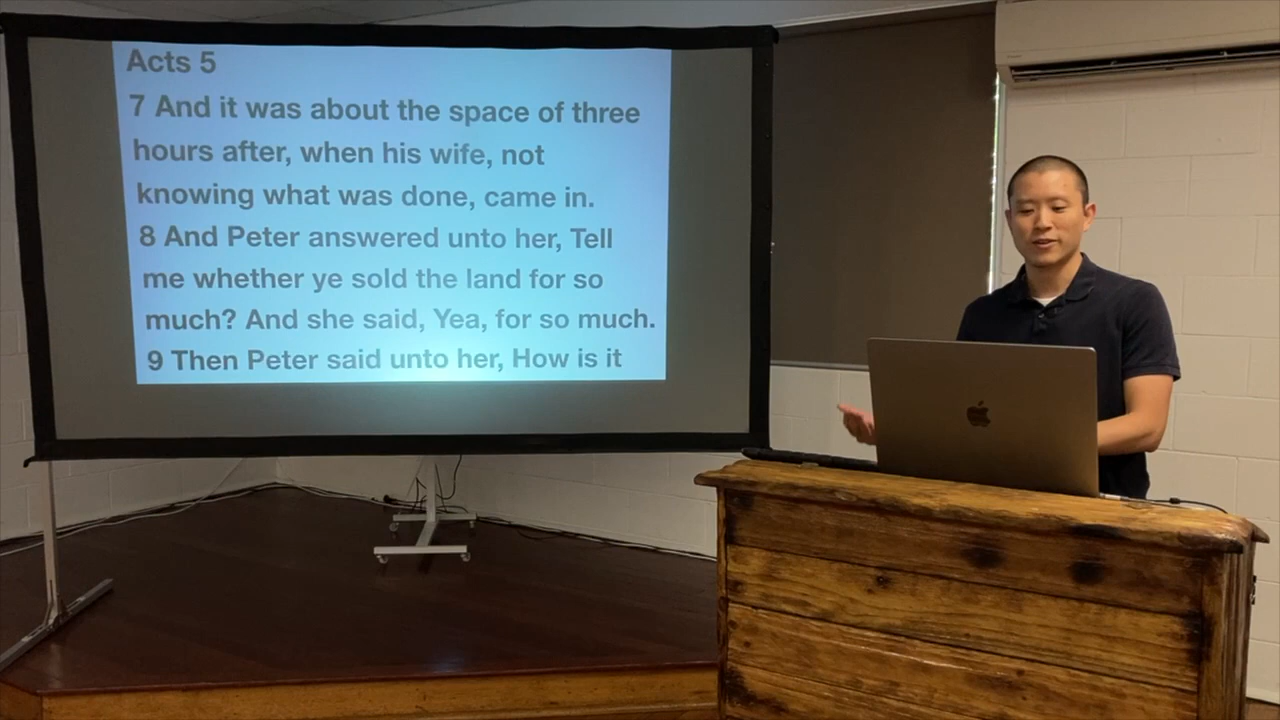 Acts 5
7 And it was about the space of three
hours after, when his wife, not
knowing what was done, came in.
8 And Peter answered unto her, Tell
me whether ye sold the land for so
much? And she said, Yea, for so much.
9 Then Peter said unto her, How is it